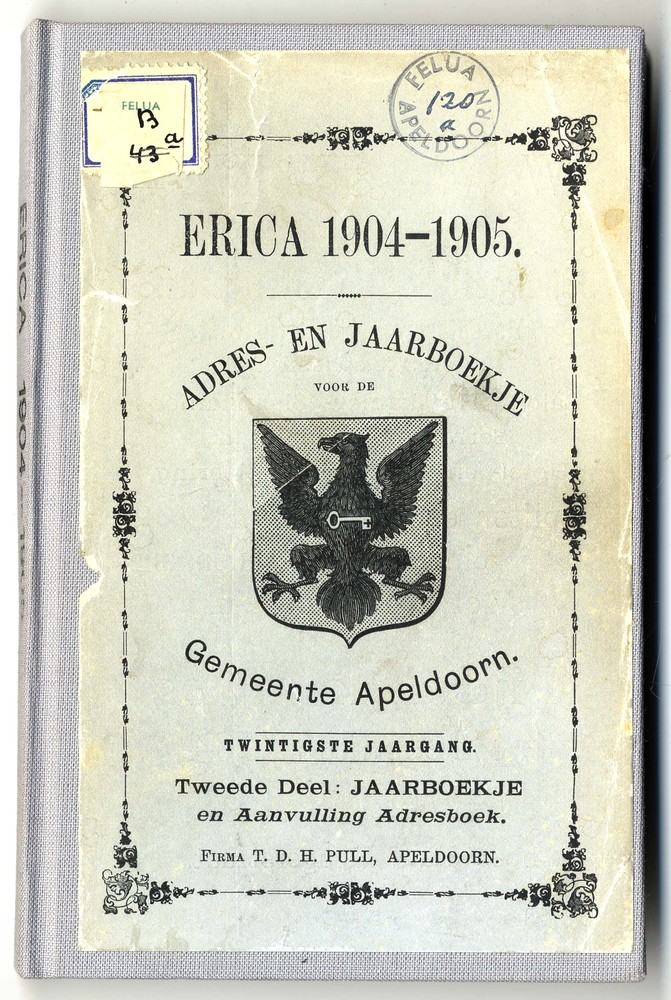 FELUA
B
43 a
FELUA
120
a
APELDOORN
ERICA 1904–1905.
ADRES- EN JAARBOEKJE
VOOR DE
Gemeente Apeldoorn.
TWINTIGSTE JAARGANG.
Tweede Deel: JAARBOEKJE
en Aanvulling Adresboek.
FIRMA T. D. H. PULL, APELDOORN.
ERICA 1904